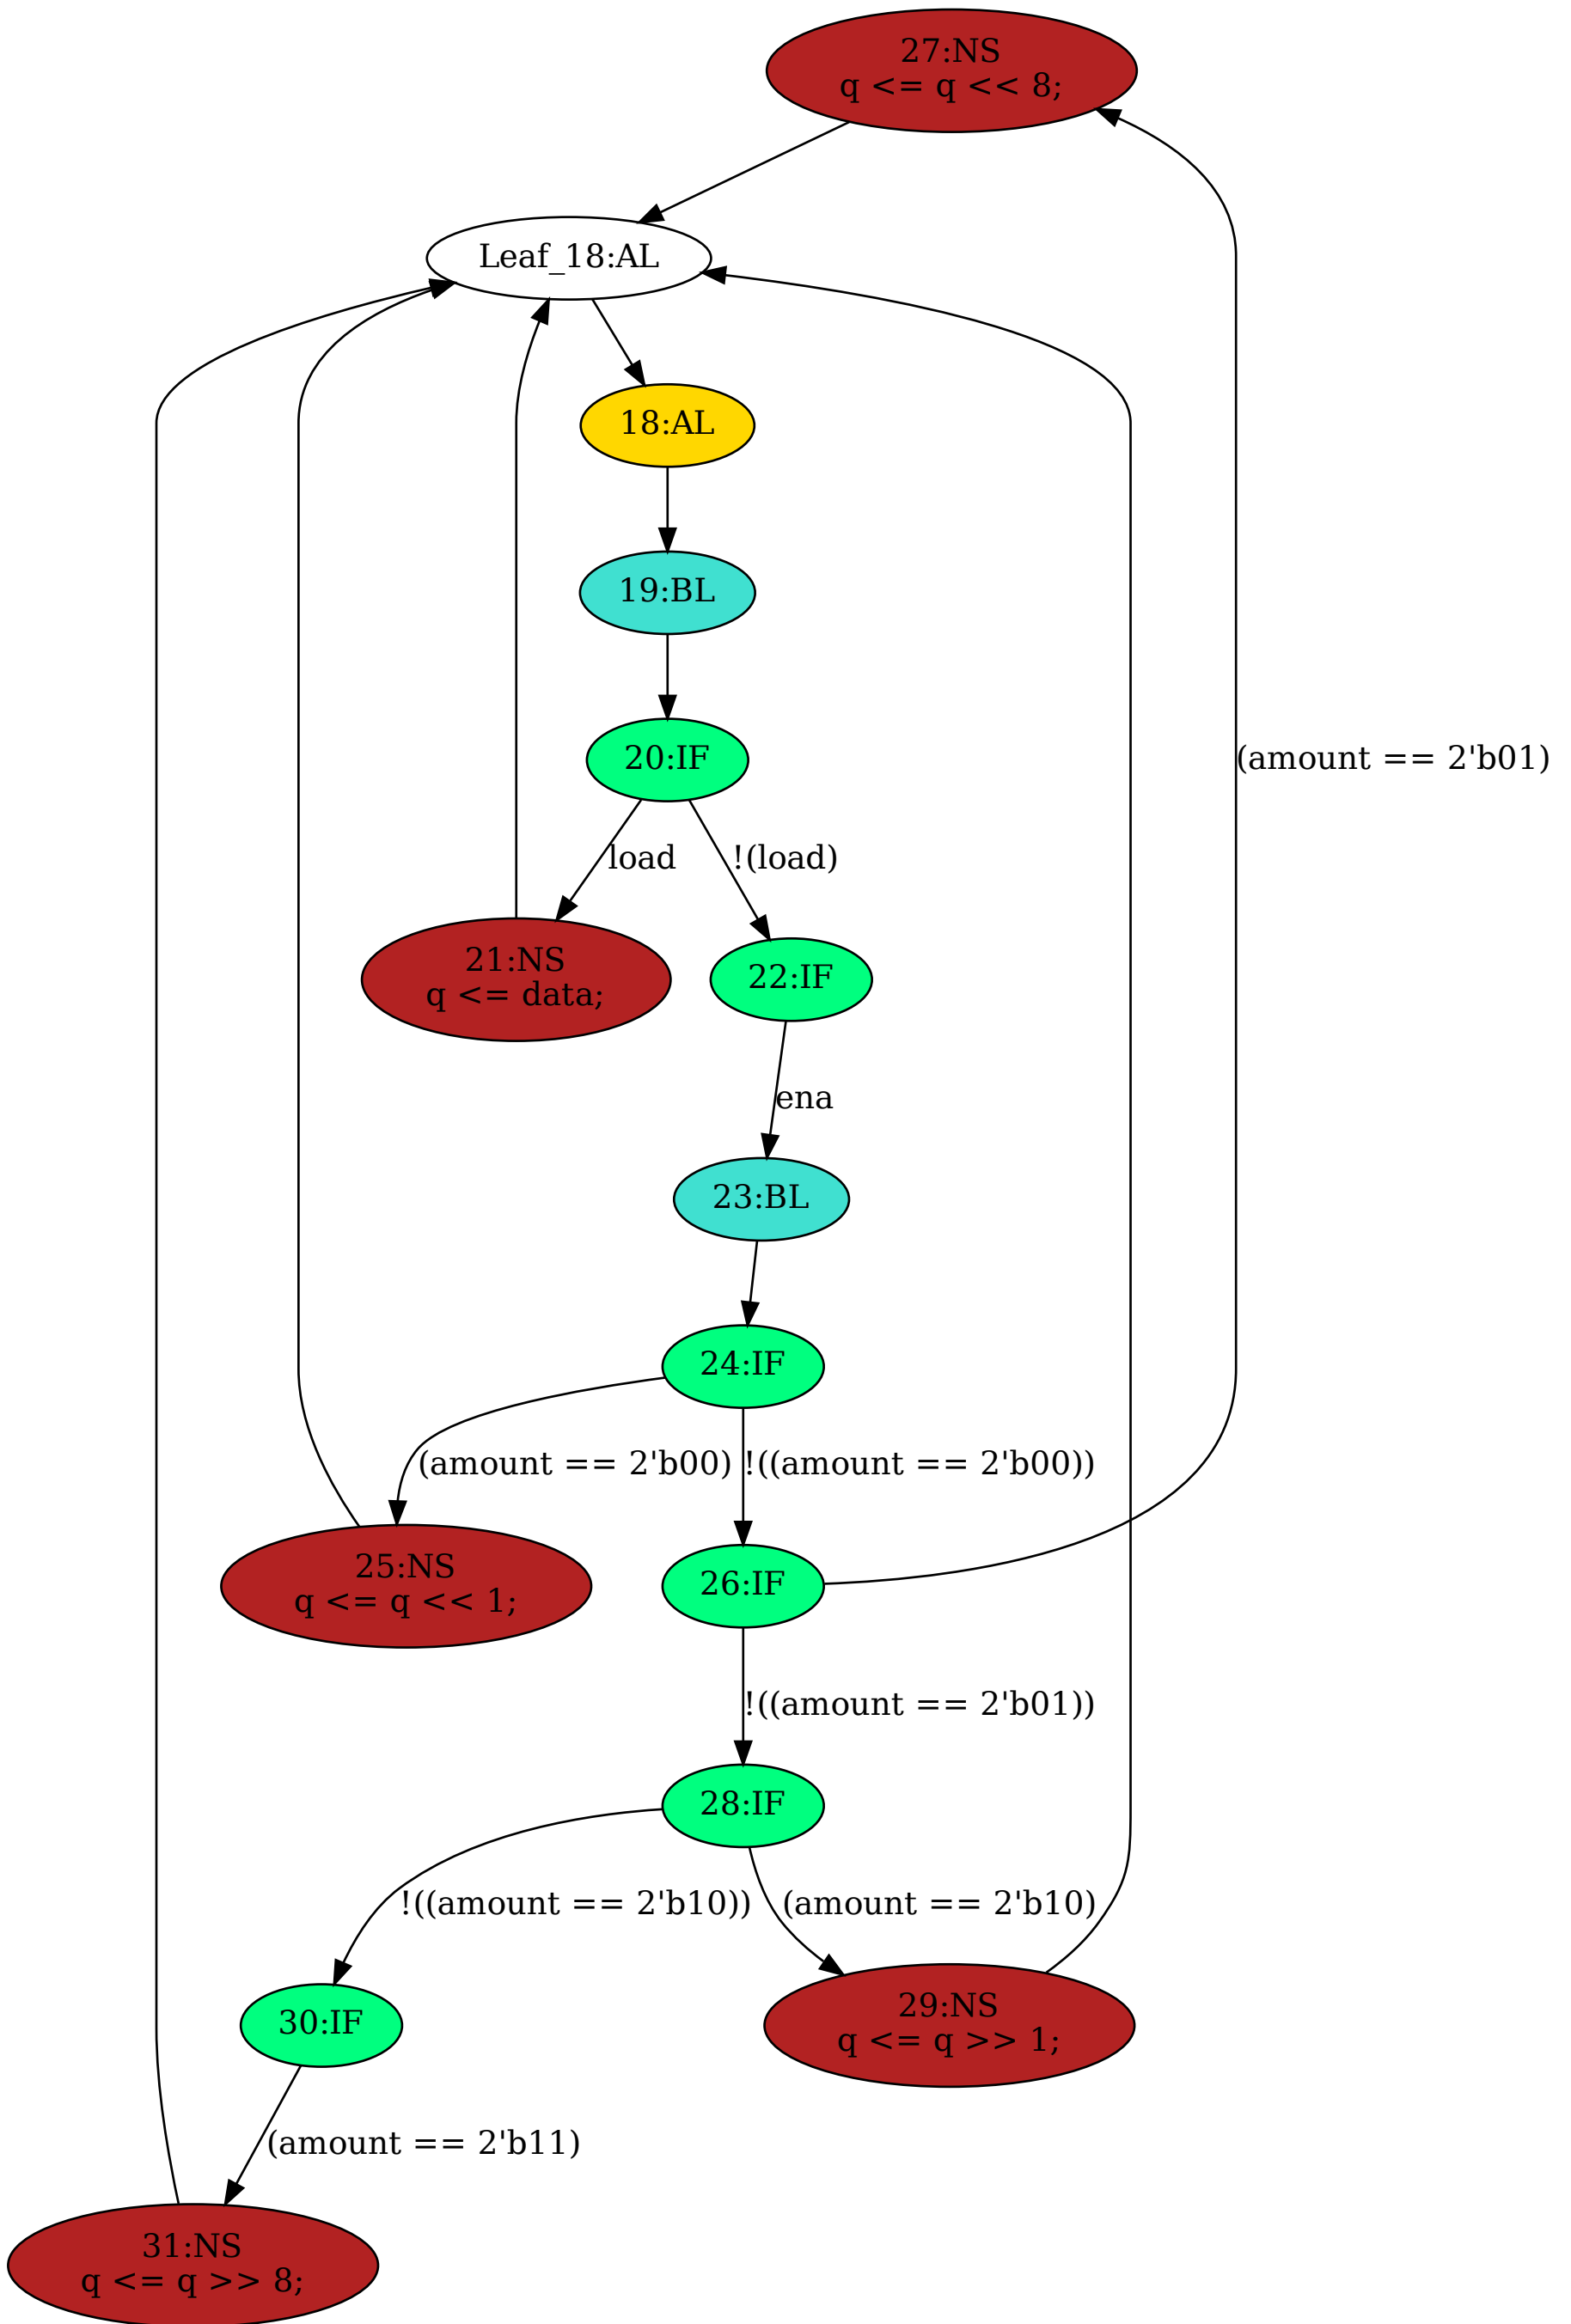 27:NS
q <= q << 8;
Leaf_18:AL
18:AL
19:BL
20:IF
(amount == 2'b01)
load
!(load)
21:NS
q <= data;
22:IF
ena
23:BL
24:IF
(amount == 2'b00)
!((amount == 2'b00))
25:NS
q <= q << 1;
26:IF
!((amount == 2'b01))
28:IF
!((amount == 2'b10))
(amount == 2'b10)
30:IF
29:NS
q <= q >> 1;
(amount == 2'b11)
31:NS
q <= q >> 8;